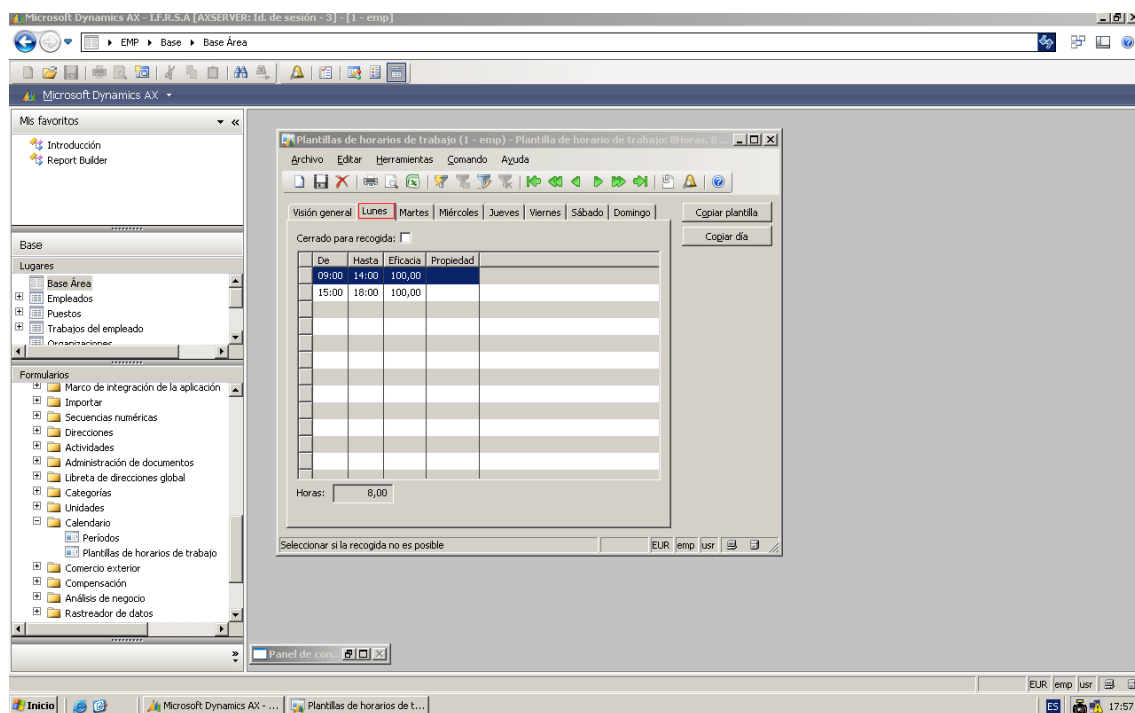 Microsoft Dynamics AX - I.F.R.S.A [AXSERVER: Id. de sesión - 3] - [1 - emp]
EMP Base Base Área
Microsoft Dynamics AX
Mis favoritos
Introducción
Report Builder
Base
Lugares
Base Área
Empleados
Puestos
Trabajos del empleado
Organizaciones
Formularios
Marco de integración de la aplicación
Importar
Secuencias numéricas
Direcciones
Actividades
Administración de documentos
Libreta de direcciones global
Categorías
Unidades
Calendario
Períodos
Plantillas de horarios de trabajo
Comercio exterior
Compensación
Análisis de negocio
Rastreador de datos
Plantillas de horarios de trabajo (1 - emp) - Plantilla de horario de trabajo: 8Horas, 8 ...
Archivo Editar Herramientas Comando Ayuda
Visión general Lunes Martes Miércoles Jueves Viernes Sábado Domingo
Copiar plantilla
Copiar día
Cerrado para recogida:
De Hasta Eficacia Propiedad
09:00 14:00 100,00
15:00 18:00 100,00
Horas: 8,00
Seleccionar si la recogida no es posible EUR emp usr
Panel de con...
EUR emp usr
Inicio Microsoft Dynamics AX - ... Plantillas de horarios de t... ES 17:57